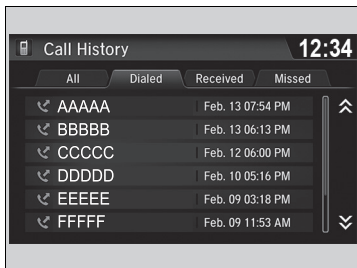 Call History 12:34
All Dialed Received Missed
AAAAA Feb. 13 07:54 PM
BBBBB Feb. 13 06:13 PM
CCCCC Feb. 12 06:00 PM
DDDDD Feb. 10 05:16 PM
EEEEE Feb. 09 03:18 PM
FFFFF Feb. 09 11:53 AM